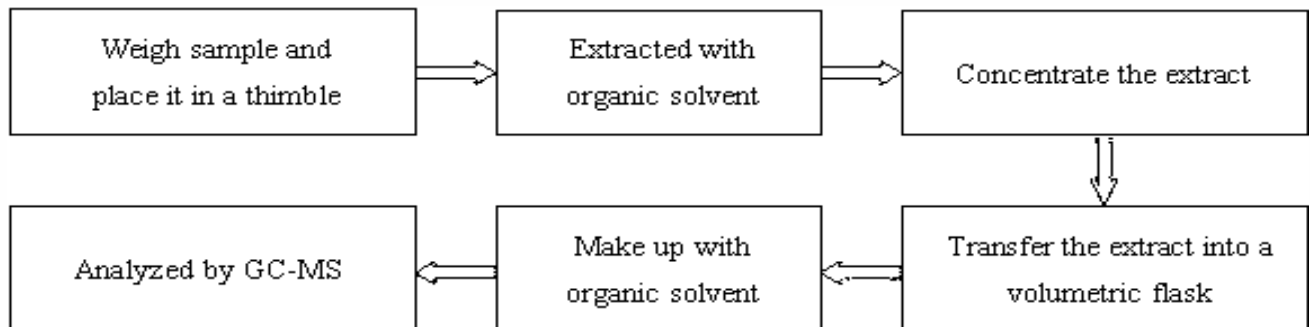 Weigh sample and
place it in a thimble
Extracted with
organic solvent
Concentrate the extract
Transfer the extract into a
volumetric flask
Make up with
organic solvent
Analyzed by GC-MS